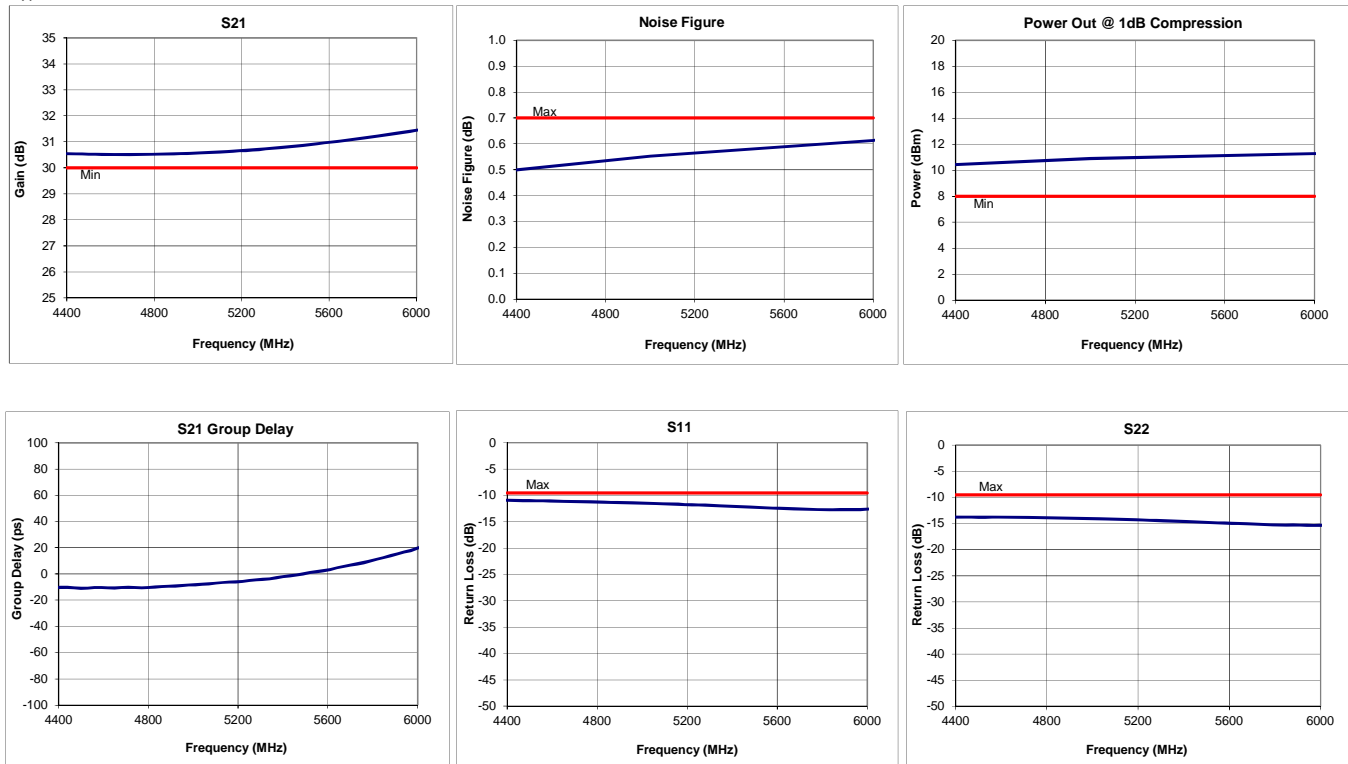 S21
35
34
33
32
31
30
29
28
27
26
25
Gain (dB)
Min
4400 4800 5200 5600 6000
Frequency (MHz)
Noise Figure
1.0
0.9
0.8
0.7
0.6
0.5
0.4
0.3
0.2
0.1
0.0
Noise Figure (dB)
Max
4400 4800 5200 5600 6000
Frequency (MHz)
Power Out @ 1dB Compression
20
18
16
14
12
10
8
6
4
2
0
Power (dBm)
Min
4400 4800 5200 5600 6000
Frequency (MHz)
S21 Group Delay
100
80
60
40
20
0
-20
-40
-60
-80
-100
Group Delay (ps)
4400 4800 5200 5600 6000
Frequency (MHz)
S11
0
-5
-10
-15
-20
-25
-30
-35
-40
-45
-50
Return Loss (dB)
Max
4400 4800 5200 5600 6000
Frequency (MHz)
S22
0
-5
-10
-15
-20
-25
-30
-35
-40
-45
-50
Return Loss (dB)
Max
4400 4800 5200 5600 6000
Frequency (MHz)